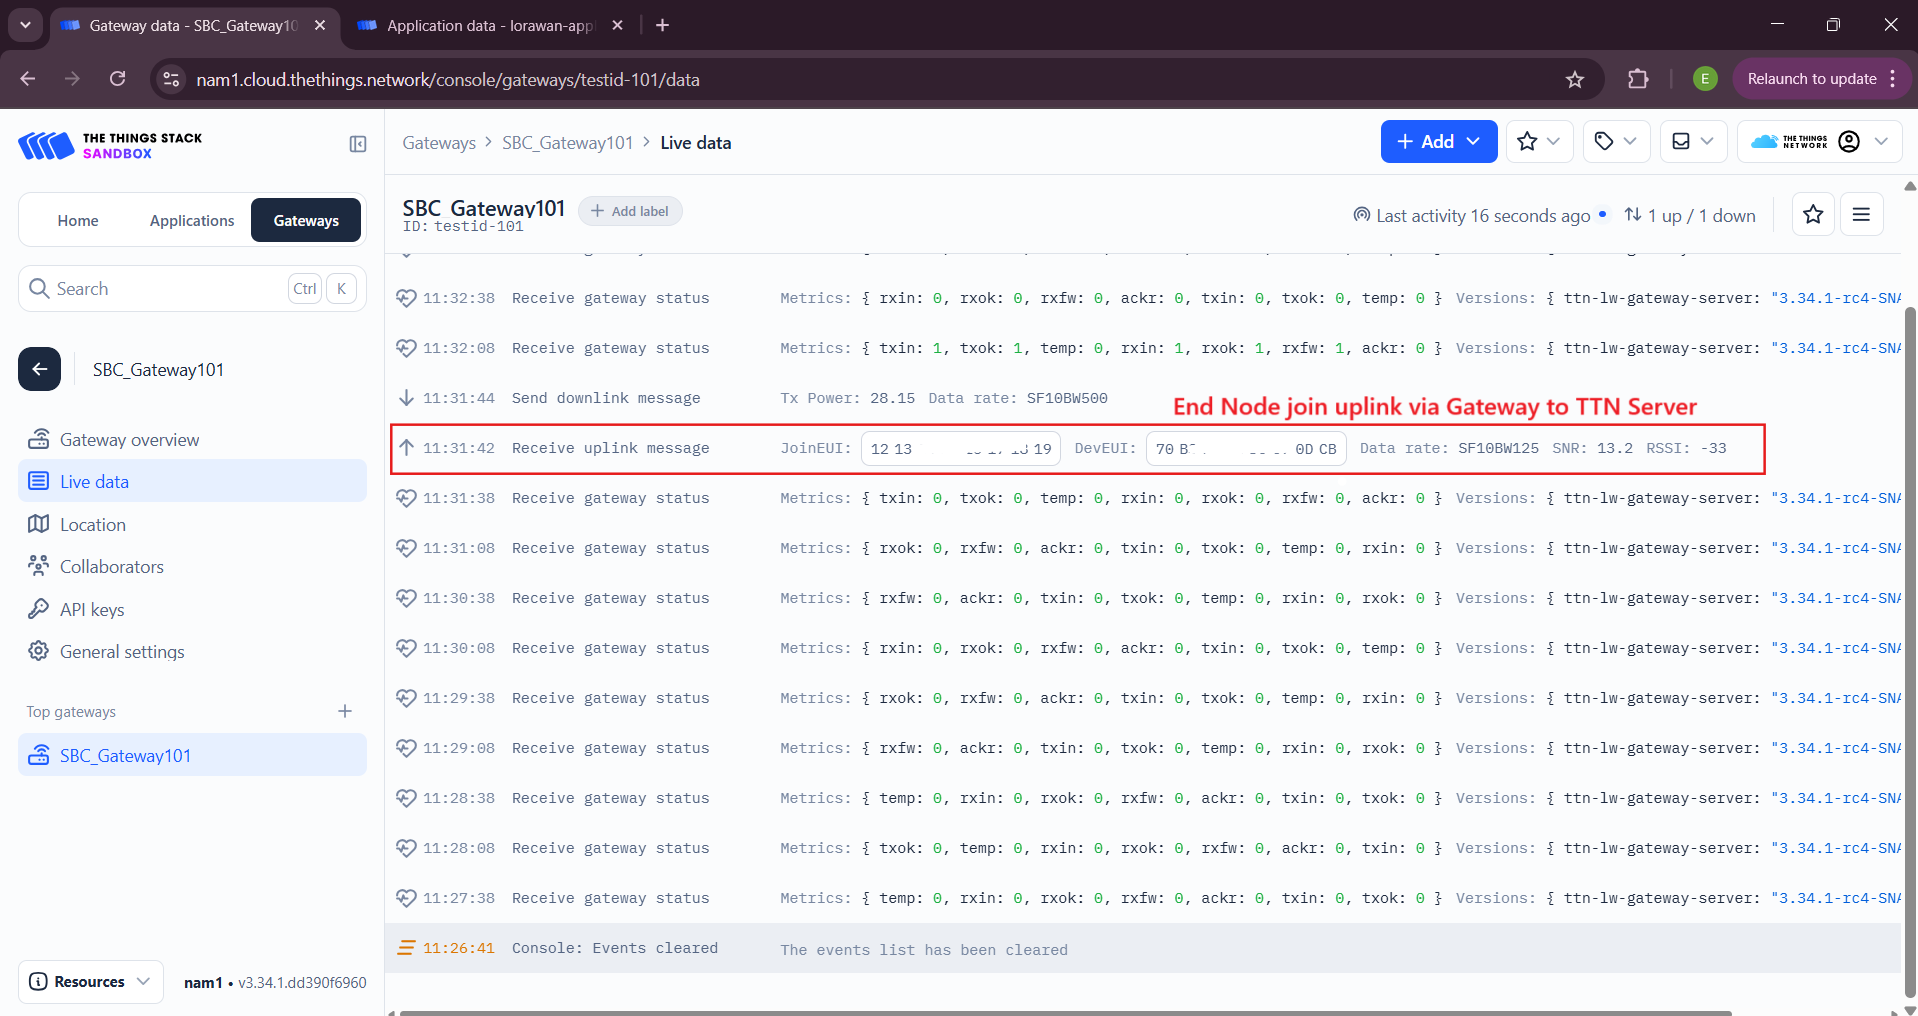 Gateway data - SBC_Gateway10
Application data - lorawan-app
nam1.cloud.thethings.network/console/gateways/testid-101/data
E
Relaunch to update
THE THINGS STACK
SANDBOX
Gateways > SBC_Gateway101 > Live data
+ Add
THE THINGS
NETWORK
Home
Applications
Gateways
Search
Ctrl
K
SBC_Gateway101
+ Add label
ID: testid-101
Last activity 16 seconds ago
1 up / 1 down
SBC_Gateway101
Gateway overview
Live data
Location
Collaborators
API keys
General settings
Top gateways
SBC_Gateway101
Resources
nam1 • v3.34.1.dd390f6960
11:32:38 Receive gateway status Metrics: { rxin: 0, rxok: 0, rxfw: 0, ackr: 0, txin: 0, txok: 0, temp: 0 } Versions: { ttn-lw-gateway-server: "3.34.1-rc4-SNA
11:32:08 Receive gateway status Metrics: { txin: 1, txok: 1, temp: 0, rxin: 1, rxok: 1, rxfw: 1, ackr: 0 } Versions: { ttn-lw-gateway-server: "3.34.1-rc4-SNA
11:31:44 Send downlink message Tx Power: 28.15 Data rate: SF10BW500
End Node join uplink via Gateway to TTN Server
11:31:42 Receive uplink message JoinEUI: 12 13 19 DevEUI: 70 0D CB Data rate: SF10BW125 SNR: 13.2 RSSI: -33
11:31:38 Receive gateway status Metrics: { txin: 0, txok: 0, temp: 0, rxin: 0, rxok: 0, rxfw: 0, ackr: 0 } Versions: { ttn-lw-gateway-server: "3.34.1-rc4-SNA
11:31:08 Receive gateway status Metrics: { rxok: 0, rxfw: 0, ackr: 0, txin: 0, txok: 0, temp: 0, rxin: 0 } Versions: { ttn-lw-gateway-server: "3.34.1-rc4-SNA
11:30:38 Receive gateway status Metrics: { rxfw: 0, ackr: 0, txin: 0, txok: 0, temp: 0, rxin: 0, rxok: 0 } Versions: { ttn-lw-gateway-server: "3.34.1-rc4-SNA
11:30:08 Receive gateway status Metrics: { rxin: 0, rxok: 0, rxfw: 0, ackr: 0, txin: 0, txok: 0, temp: 0 } Versions: { ttn-lw-gateway-server: "3.34.1-rc4-SNA
11:29:38 Receive gateway status Metrics: { rxok: 0, rxfw: 0, ackr: 0, txin: 0, txok: 0, temp: 0, rxin: 0 } Versions: { ttn-lw-gateway-server: "3.34.1-rc4-SNA
11:29:08 Receive gateway status Metrics: { rxfw: 0, ackr: 0, txin: 0, txok: 0, temp: 0, rxin: 0, rxok: 0 } Versions: { ttn-lw-gateway-server: "3.34.1-rc4-SNA
11:28:38 Receive gateway status Metrics: { temp: 0, rxin: 0, rxok: 0, rxfw: 0, ackr: 0, txin: 0, txok: 0 } Versions: { ttn-lw-gateway-server: "3.34.1-rc4-SNA
11:28:08 Receive gateway status Metrics: { txok: 0, temp: 0, rxin: 0, rxok: 0, rxfw: 0, ackr: 0, txin: 0 } Versions: { ttn-lw-gateway-server: "3.34.1-rc4-SNA
11:27:38 Receive gateway status Metrics: { temp: 0, rxin: 0, rxok: 0, rxfw: 0, ackr: 0, txin: 0, txok: 0 } Versions: { ttn-lw-gateway-server: "3.34.1-rc4-SNA
11:26:41 Console: Events cleared The events list has been cleared